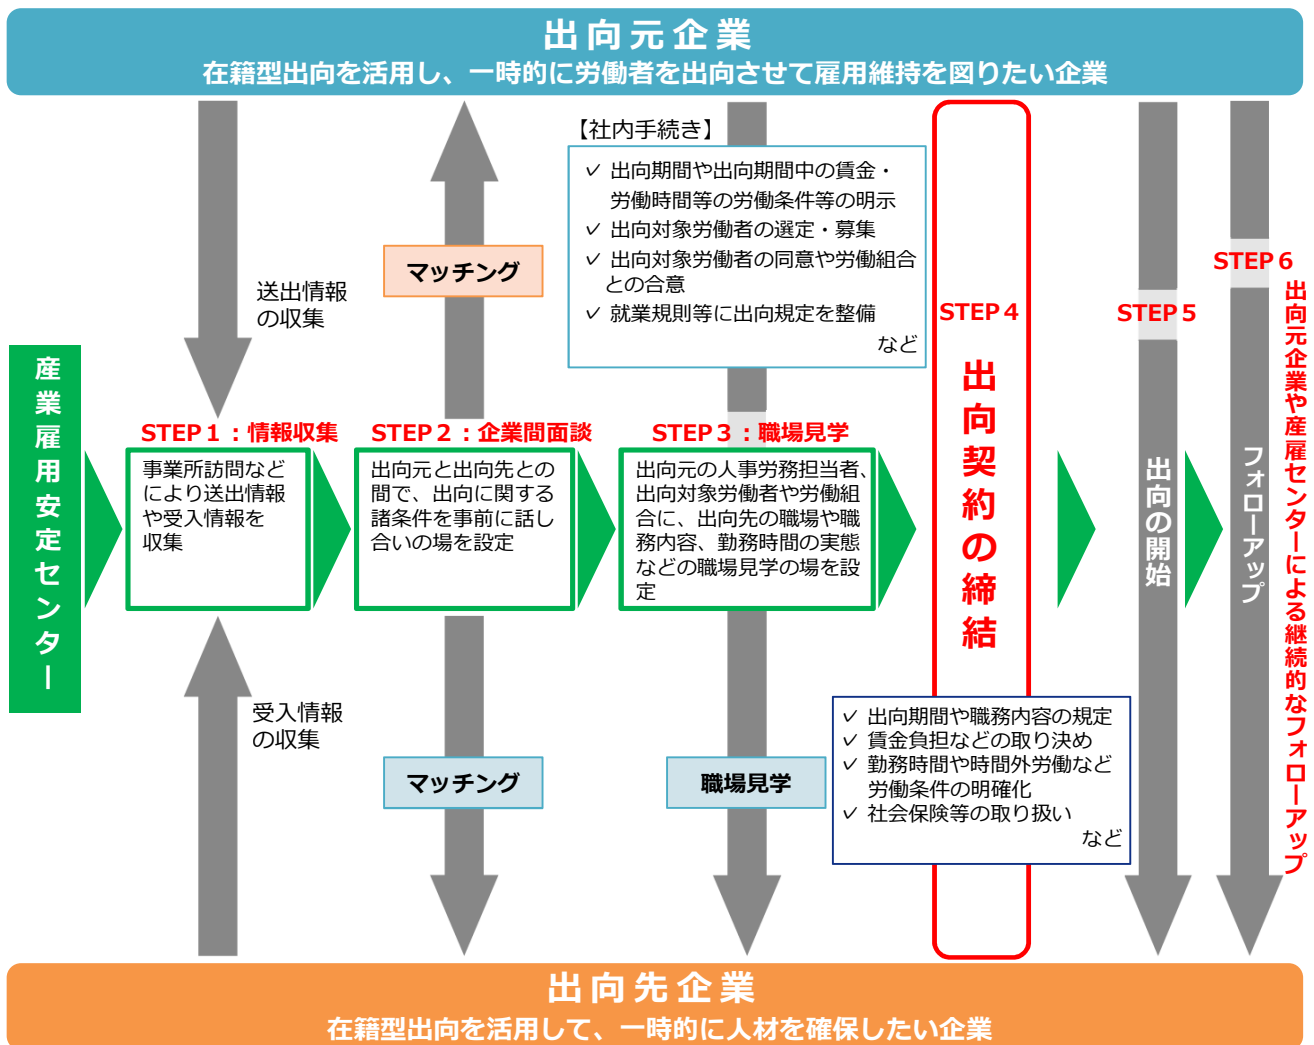 出向元企業
在籍型出向を活用し、一時的に労働者を出向させて雇用維持を図りたい企業
【社内手続き】
✓ 出向期間や出向期間中の賃金・
労働時間等の労働条件等の明示
✓ 出向対象労働者の選定・募集
✓ 出向対象労働者の同意や労働組合
との合意
✓ 就業規則等に出向規定を整備
など
マッチング
送出情報
の収集
産業雇用安定センター
STEP１：情報収集
事業所訪問など
により送出情報
や受入情報を
収集
STEP２：企業間面談
出向元と出向先との
間で、出向に関する
諸条件を事前に話し
合いの場を設定
STEP３：職場見学
出向元の人事労務担当者、
出向対象労働者や労働組
合に、出向先の職場や職
務内容、勤務時間の実態
などの職場見学の場を設
定
STEP４
出向契約の締結
STEP５
出向の開始
STEP６
フォローアップ
出向元企業や産雇センターによる継続的なフォローアップ
受入情報
の収集
マッチング
職場見学
✓ 出向期間や職務内容の規定
✓ 賃金負担などの取り決め
✓ 勤務時間や時間外労働など
労働条件の明確化
✓ 社会保険等の取り扱い
など
出向先企業
在籍型出向を活用して、一時的に人材を確保したい企業